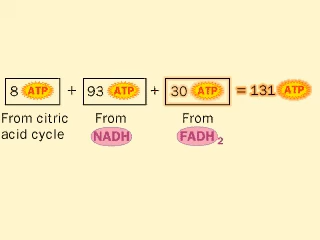 8 ATP + 93 ATP + 30 ATP = 131 ATP
From citric acid cycle
From NADH
From FADH2